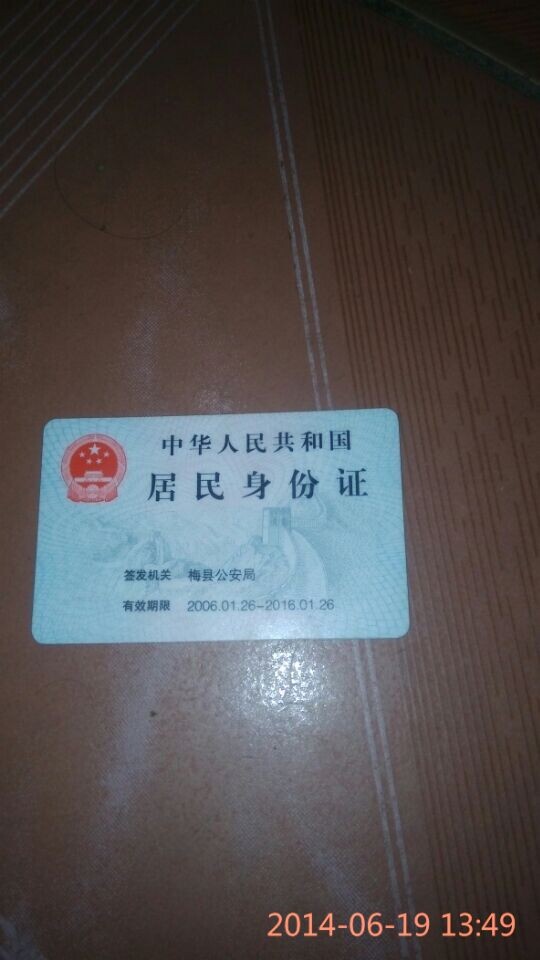 中华人民共和国
居民身份证
签发机关 梅县公安局
有效期限 2006.01.26-2016.01.26
2014-06-19 13:49